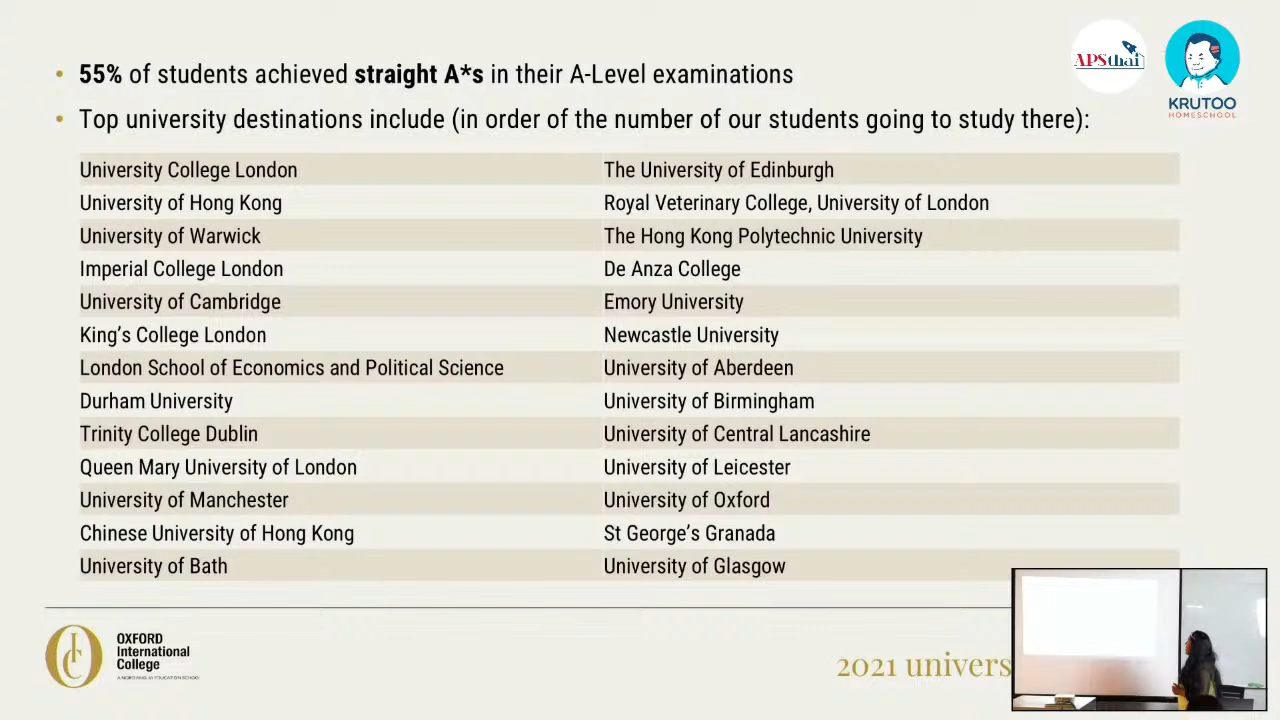 • 55% of students achieved straight A*s in their A-Level examinations
• Top university destinations include (in order of the number of our students going to study there):
University College London The University of Edinburgh
University of Hong Kong Royal Veterinary College, University of London
University of Warwick The Hong Kong Polytechnic University
Imperial College London De Anza College
University of Cambridge Emory University
King’s College London Newcastle University
London School of Economics and Political Science University of Aberdeen
Durham University University of Birmingham
Trinity College Dublin University of Central Lancashire
Queen Mary University of London University of Leicester
University of Manchester University of Oxford
Chinese University of Hong Kong St George’s Granada
University of Bath University of Glasgow
APSthai
KRUTOO
HOMESCHOOL
OIC
OXFORD
International
College
A NORD ANGLIA EDUCATION SCHOOL
2021 univers